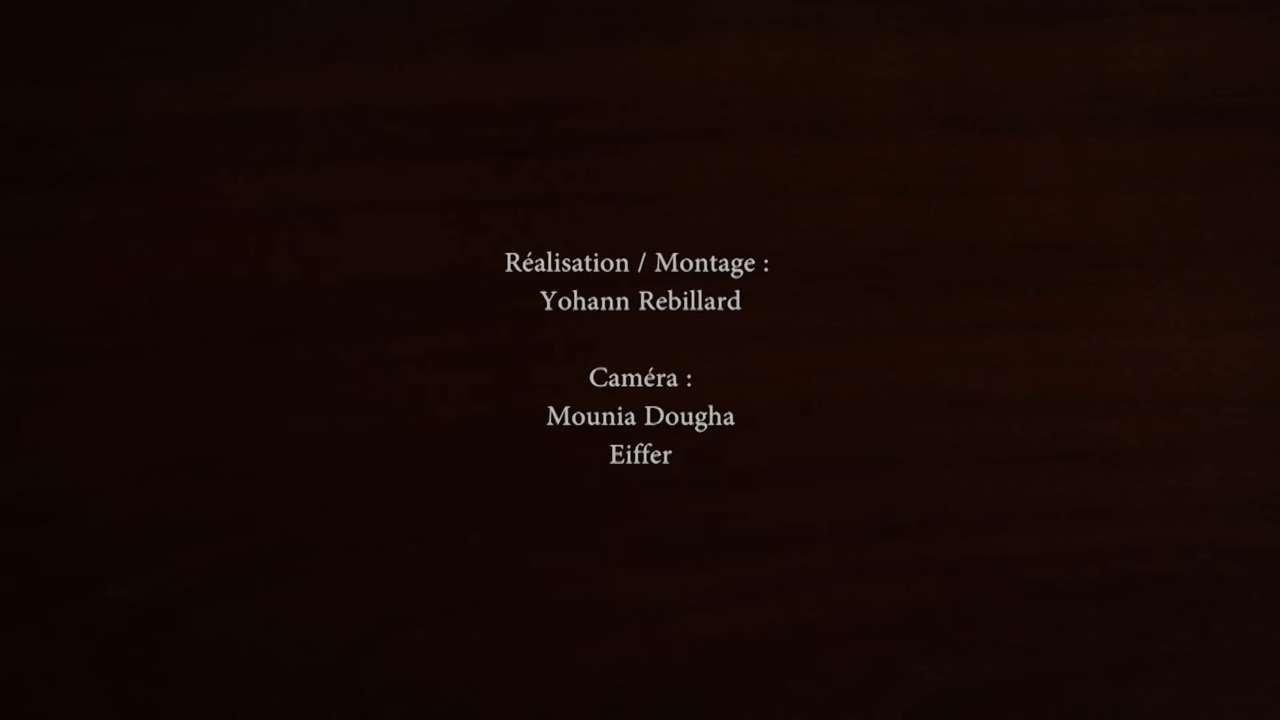 Réalisation / Montage :
Yohann Rebillard
Caméra :
Mounia Dougha
Eiffer